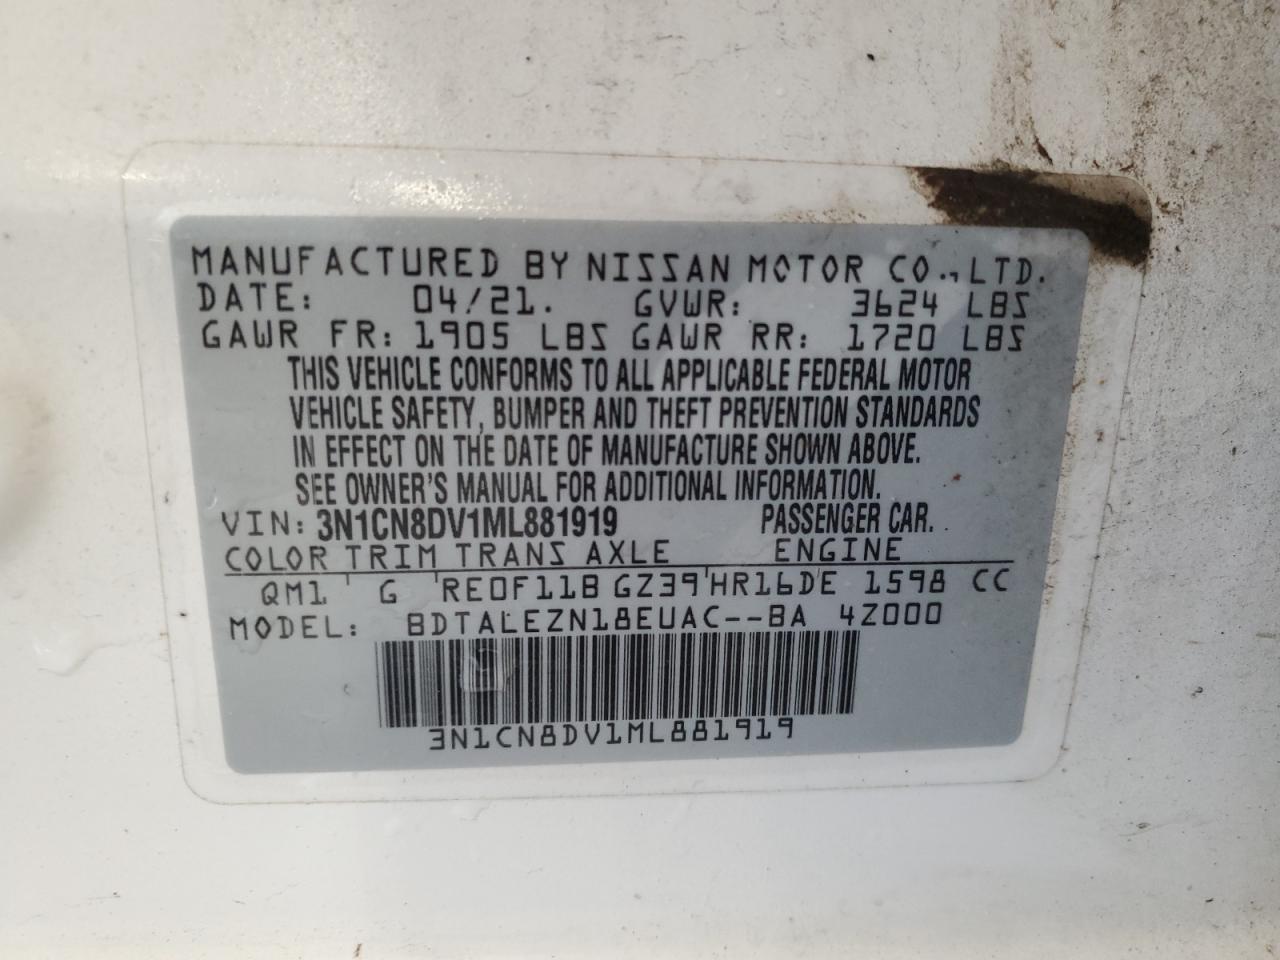 MANUFACTURED BY NISSAN MOTOR CO., LTD.
DATE: 04/21. GVWR: 3624 LBS
GAWR FR: 1905 LBS GAWR RR: 1720 LBS
THIS VEHICLE CONFORMS TO ALL APPLICABLE FEDERAL MOTOR
VEHICLE SAFETY, BUMPER AND THEFT PREVENTION STANDARDS
IN EFFECT ON THE DATE OF MANUFACTURE SHOWN ABOVE.
SEE OWNER'S MANUAL FOR ADDITIONAL INFORMATION.
VIN: 3N1CN8DV1ML881919 PASSENGER CAR.
COLOR TRIM TRANS AXLE ENGINE
QM1 G RE0F11B GZ39 HR16DE 1598 CC
MODEL: BDTALEZN18EUAC--BA 4Z000
3N1CN8DV1ML881919